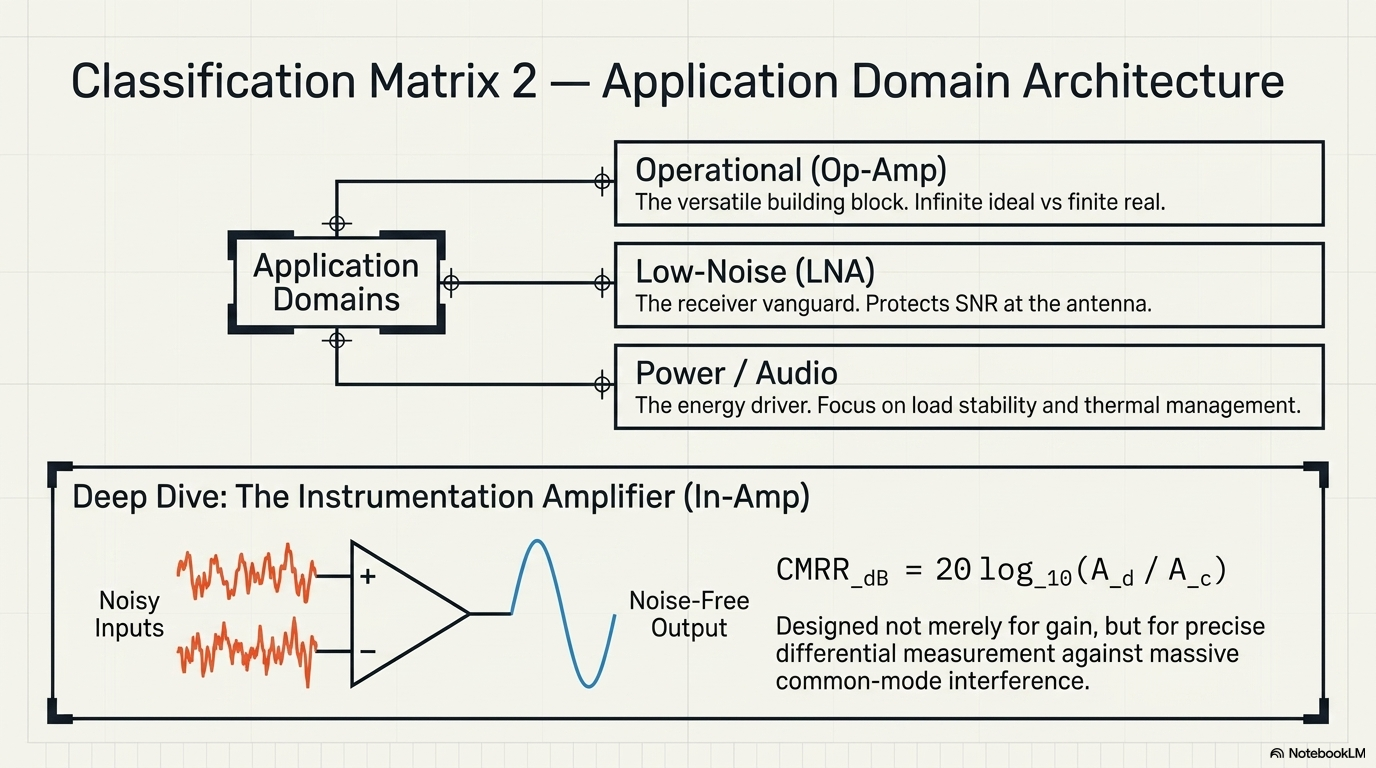 Classification Matrix 2 — Application Domain Architecture
Application
Domains
Operational (Op-Amp)
The versatile building block. Infinite ideal vs finite real.
Low-Noise (LNA)
The receiver vanguard. Protects SNR at the antenna.
Power / Audio
The energy driver. Focus on load stability and thermal management.
Deep Dive: The Instrumentation Amplifier (In-Amp)
Noisy
Inputs
+
−
Noise-Free
Output
CMRR_dB = 20 log_10(A_d / A_c)
Designed not merely for gain, but for precise
differential measurement against massive
common-mode interference.
NotebookLM